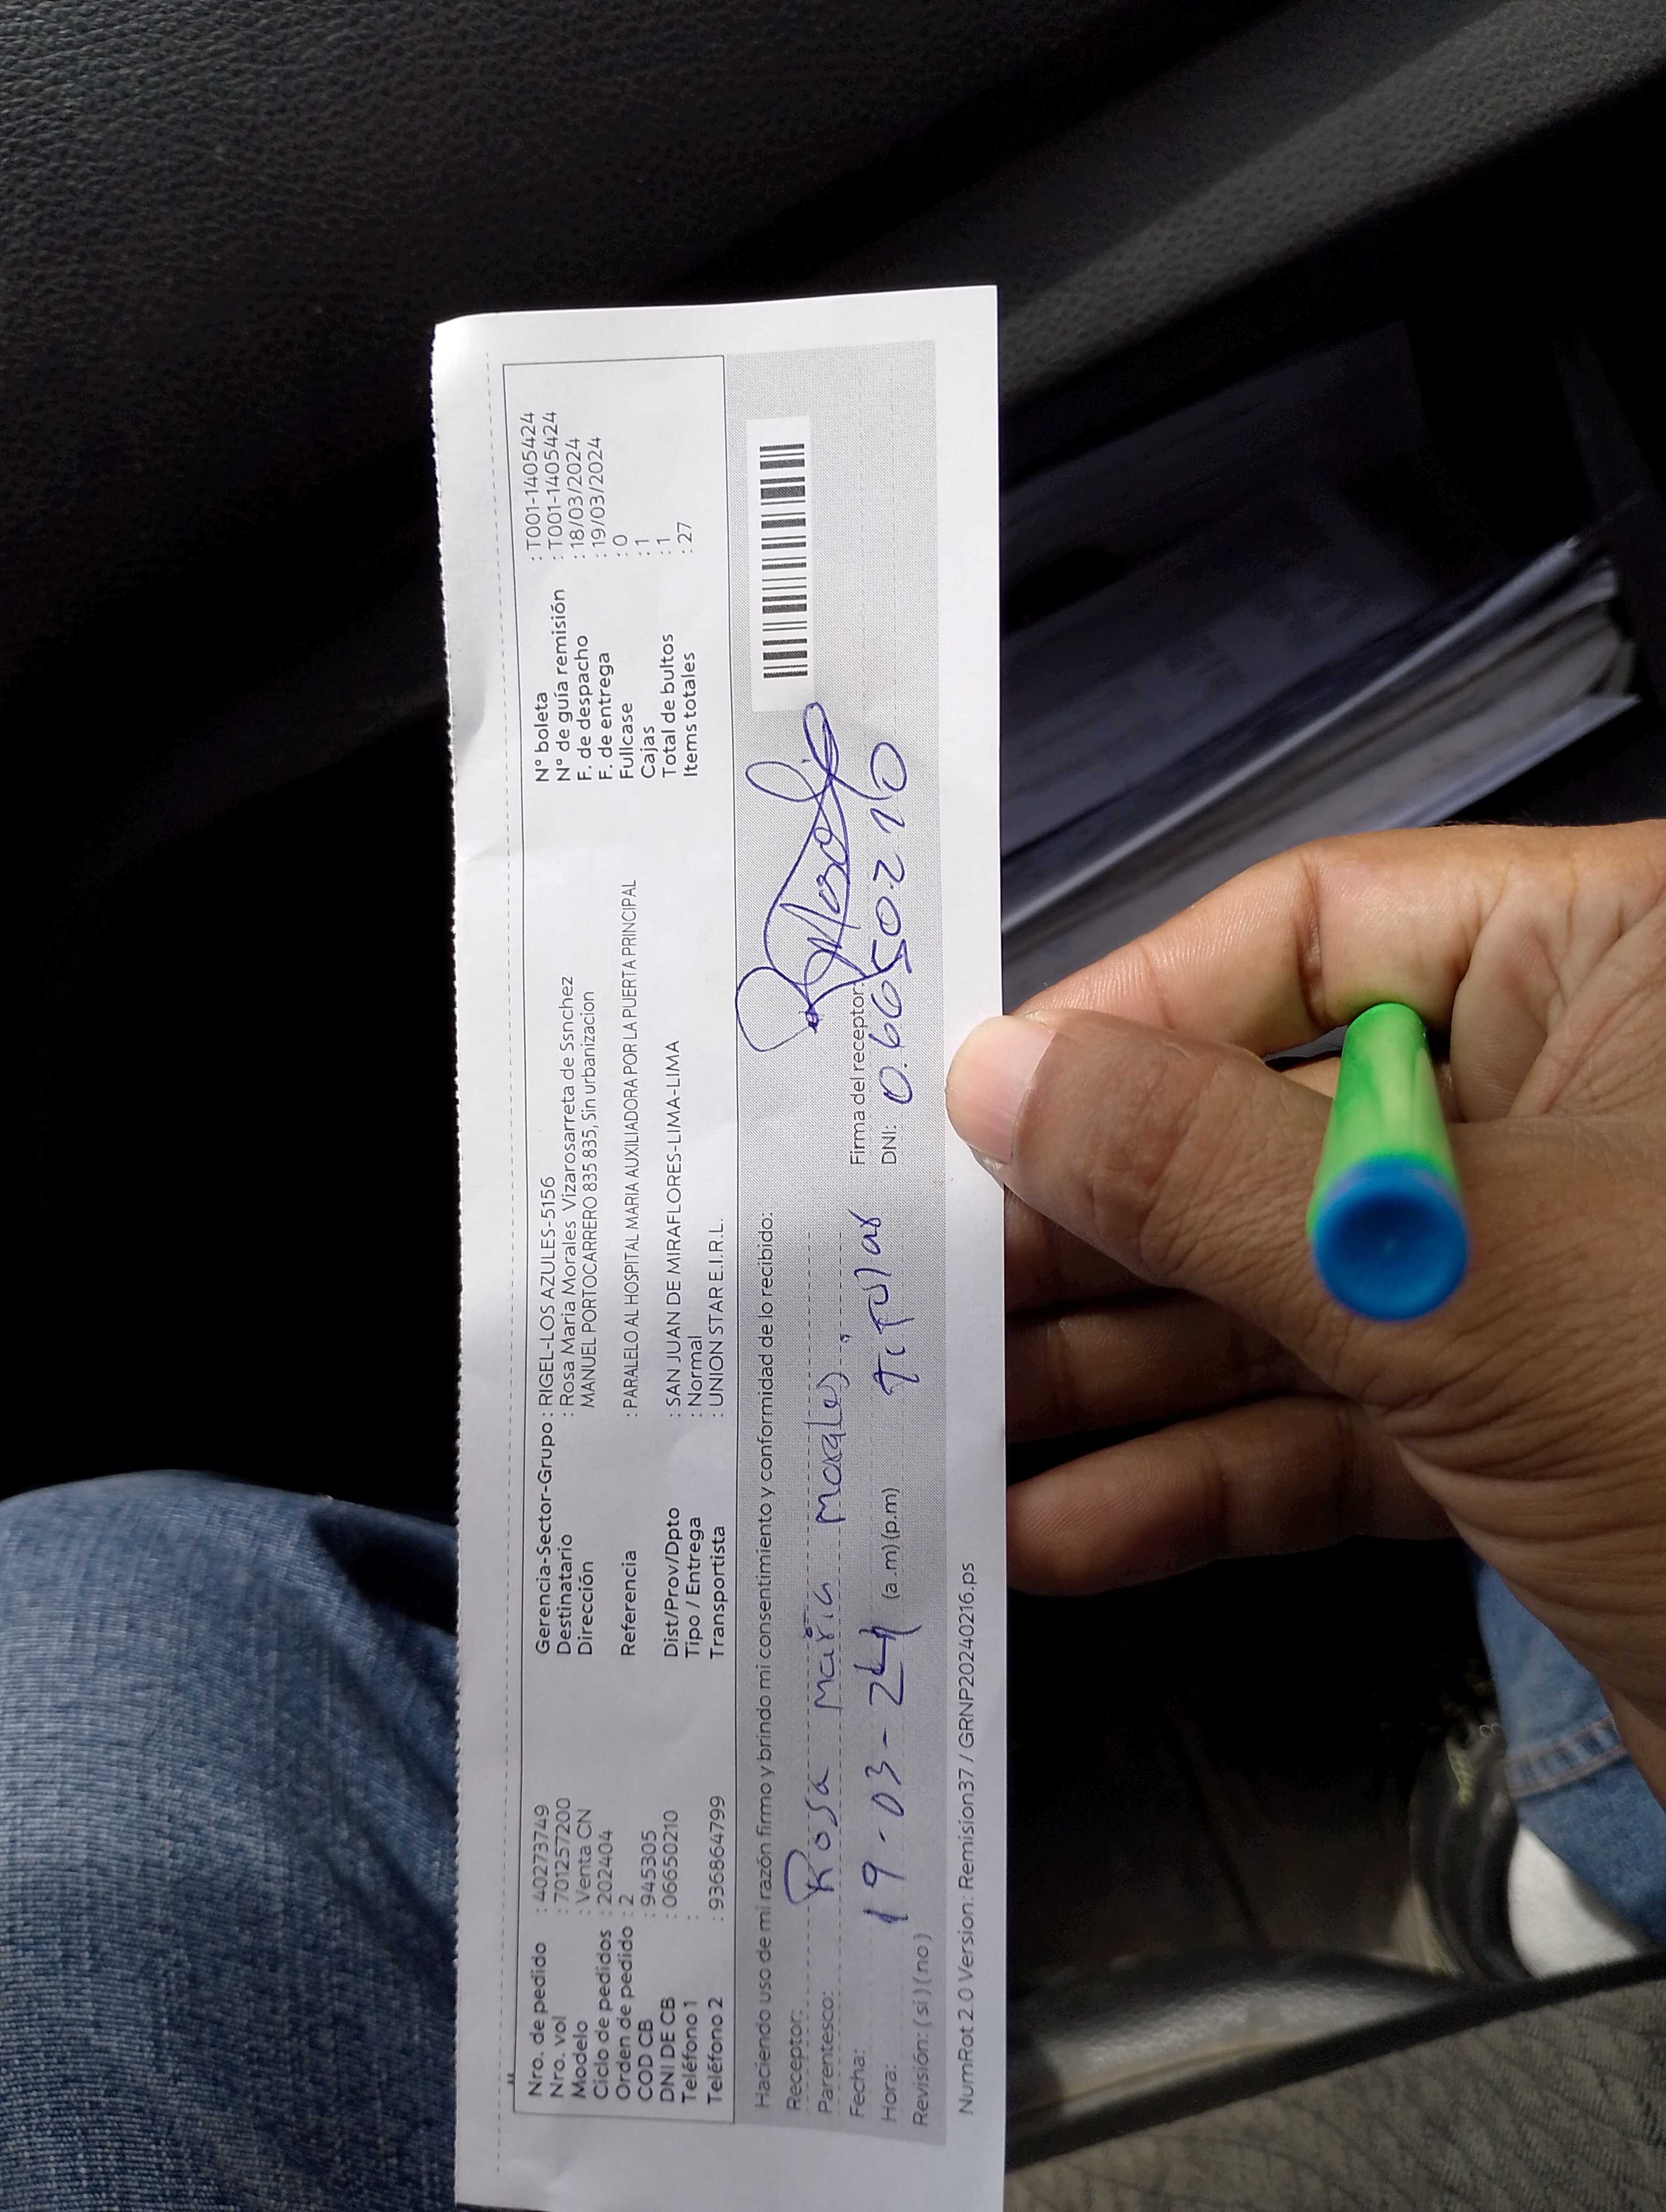 Nro. de pedido : 40273749
Nro. vol : 701257200
Modelo : Venta CN
Ciclo de pedidos : 202404
Orden de pedido : 2
COD CB : 945305
DNI DE CB : 06650210
Teléfono 1 :
Teléfono 2 : 936864799
Gerencia-Sector-Grupo : RIGEL-LOS AZULES-5156
Destinatario : Rosa Maria Morales Vizarosarreta de Ssnchez
Dirección MANUEL PORTOCARRERO 835 835, Sin urbanizacion
Referencia : PARALELO AL HOSPITAL MARIA AUXILIADORA POR LA PUERTA PRINCIPAL
Dist/Prov/Dpto : SAN JUAN DE MIRAFLORES-LIMA-LIMA
Tipo / Entrega : Normal
Transportista : UNION STAR E.I.R.L.
N° boleta : T001-1405424
N° de guía remisión : T001-1405424
F. de despacho : 18/03/2024
F. de entrega : 19/03/2024
Fullcase : 0
Cajas : 1
Total de bultos : 1
Items totales : 27
Haciendo uso de mi razón firmo y brindo mi consentimiento y conformidad de lo recibido:
Receptor: Rosa Maria Morales
Parentesco:
Fecha: 19-03-24 Titular
Hora: (a.m)(p.m)
Revisión: (si)(no)
Firma del receptor:
DNI: 06650210
NumRot 2.0 Version: Remision37 / GRNP20240216.ps